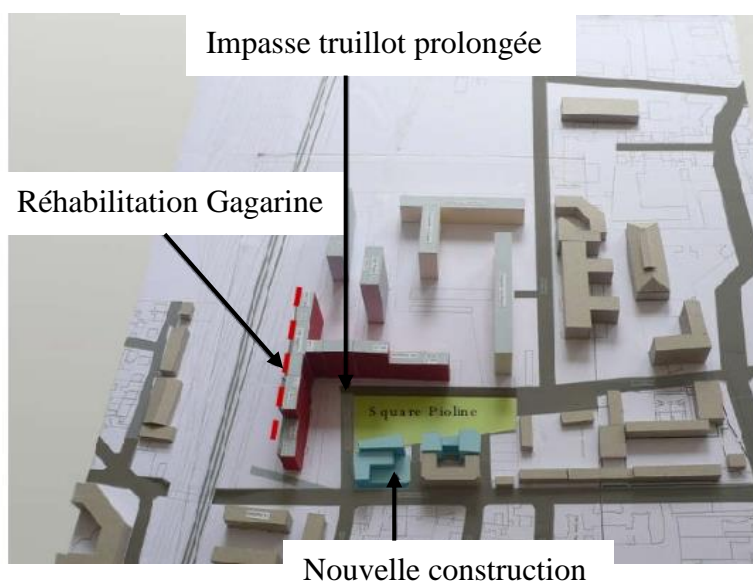 Impasse truillot prolongée
Réhabilitation Gagarine
Square Pioline
Nouvelle construction